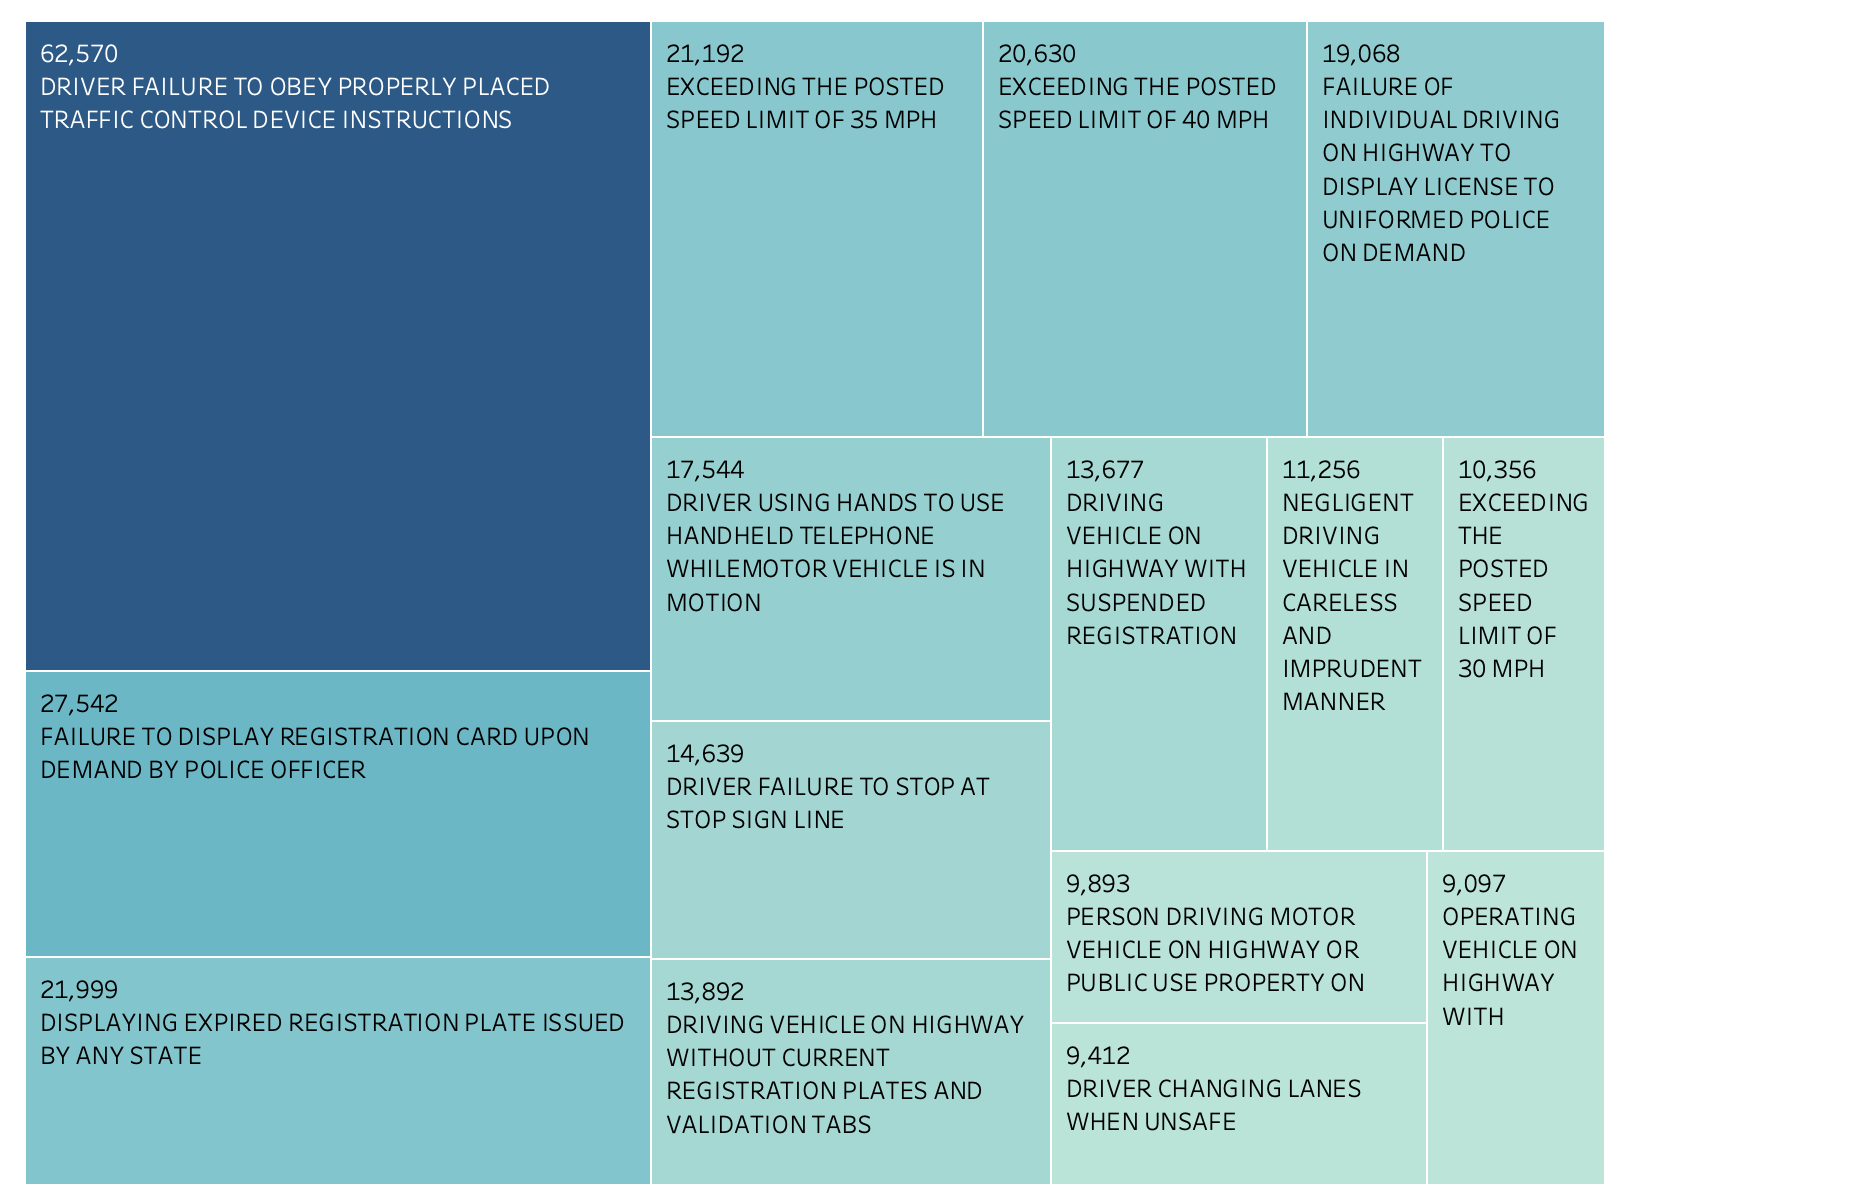 62,570
DRIVER FAILURE TO OBEY PROPERLY PLACED
TRAFFIC CONTROL DEVICE INSTRUCTIONS
27,542
FAILURE TO DISPLAY REGISTRATION CARD UPON
DEMAND BY POLICE OFFICER
21,999
DISPLAYING EXPIRED REGISTRATION PLATE ISSUED
BY ANY STATE
21,192
EXCEEDING THE POSTED
SPEED LIMIT OF 35 MPH
20,630
EXCEEDING THE POSTED
SPEED LIMIT OF 40 MPH
19,068
FAILURE OF
INDIVIDUAL DRIVING
ON HIGHWAY TO
DISPLAY LICENSE TO
UNIFORMED POLICE
ON DEMAND
17,544
DRIVER USING HANDS TO USE
HANDHELD TELEPHONE
WHILEMOTOR VEHICLE IS IN
MOTION
14,639
DRIVER FAILURE TO STOP AT
STOP SIGN LINE
13,892
DRIVING VEHICLE ON HIGHWAY
WITHOUT CURRENT
REGISTRATION PLATES AND
VALIDATION TABS
13,677
DRIVING
VEHICLE ON
HIGHWAY WITH
SUSPENDED
REGISTRATION
11,256
NEGLIGENT
DRIVING
VEHICLE IN
CARELESS
AND
IMPRUDENT
MANNER
10,356
EXCEEDING
THE
POSTED
SPEED
LIMIT OF
30 MPH
9,893
PERSON DRIVING MOTOR
VEHICLE ON HIGHWAY OR
PUBLIC USE PROPERTY ON
9,412
DRIVER CHANGING LANES
WHEN UNSAFE
9,097
OPERATING
VEHICLE ON
HIGHWAY
WITH